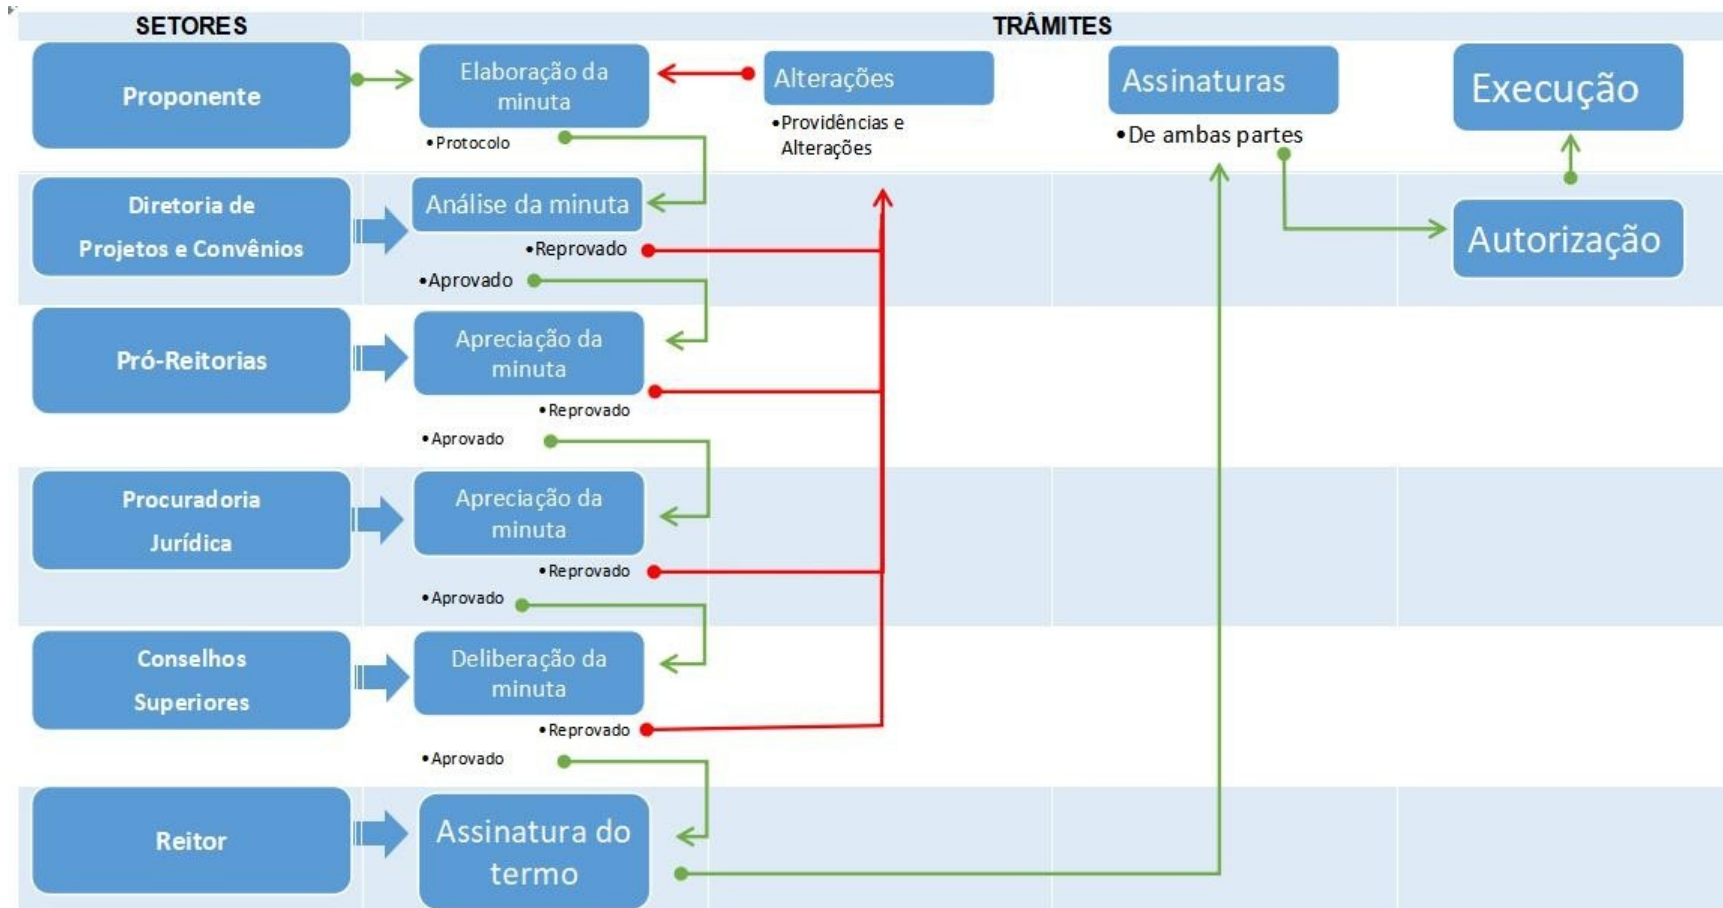 SETORES
TRÂMITES
Proponente
Elaboração da
minuta
•Protocolo
Alterações
•Providências e
Alterações
Assinaturas
•De ambas partes
Execução
Diretoria de
Projetos e Convênios
Análise da minuta
•Reprovado
•Aprovado
Autorização
Pró-Reitorias
Apreciação da
minuta
•Reprovado
•Aprovado
Procuradoria
Jurídica
Apreciação da
minuta
•Reprovado
•Aprovado
Conselhos
Superiores
Deliberação da
minuta
•Reprovado
•Aprovado
Reitor
Assinatura do
termo